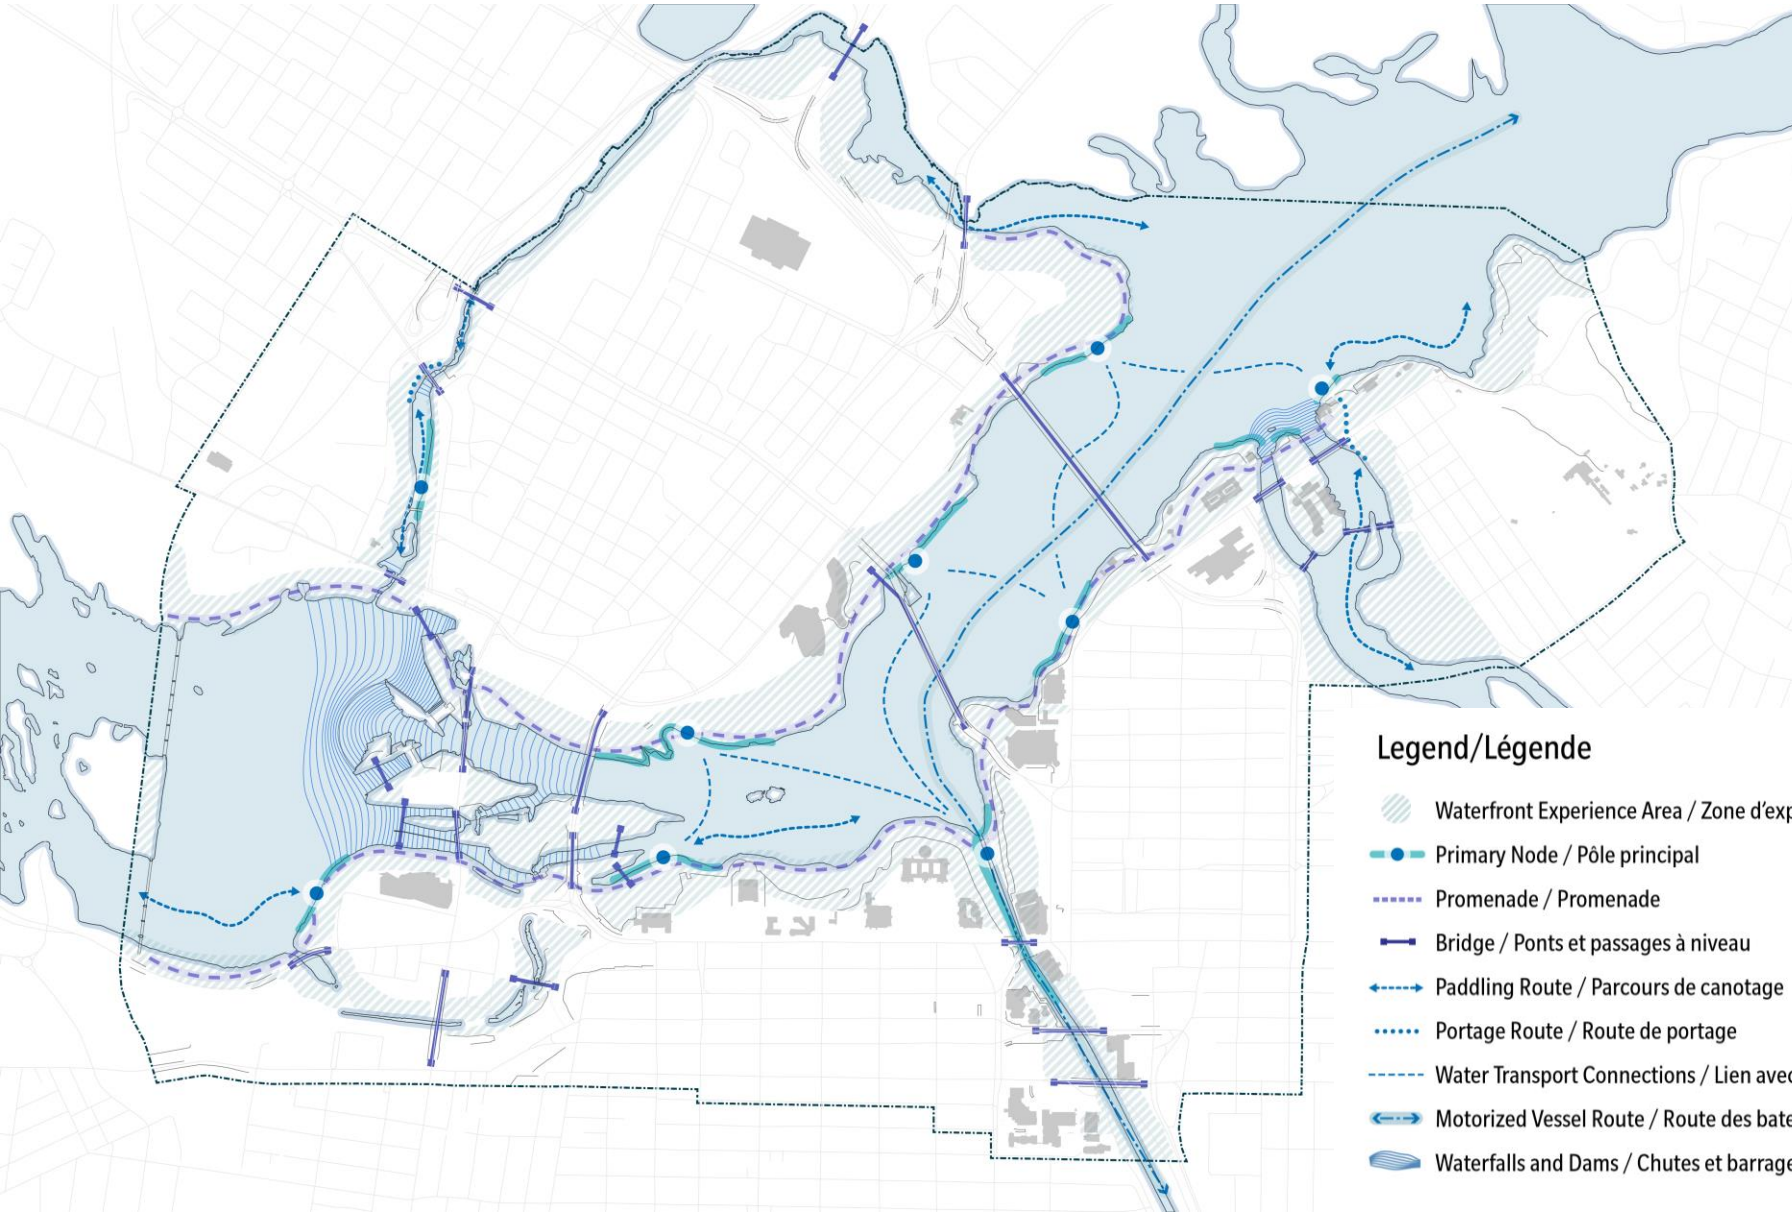 Legend/Légende
Waterfront Experience Area / Zone d'exp
Primary Node / Pôle principal
Promenade / Promenade
Bridge / Ponts et passages à niveau
Paddling Route / Parcours de canotage
Portage Route / Route de portage
Water Transport Connections / Lien avec
Motorized Vessel Route / Route des bate
Waterfalls and Dams / Chutes et barrage